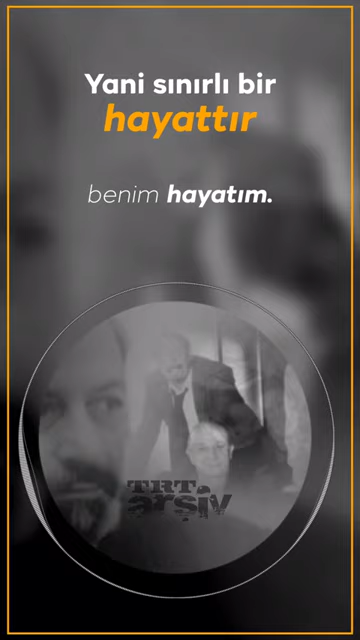 Yani sınırlı bir
hayattır
benim hayatım.
TRT
arşiv